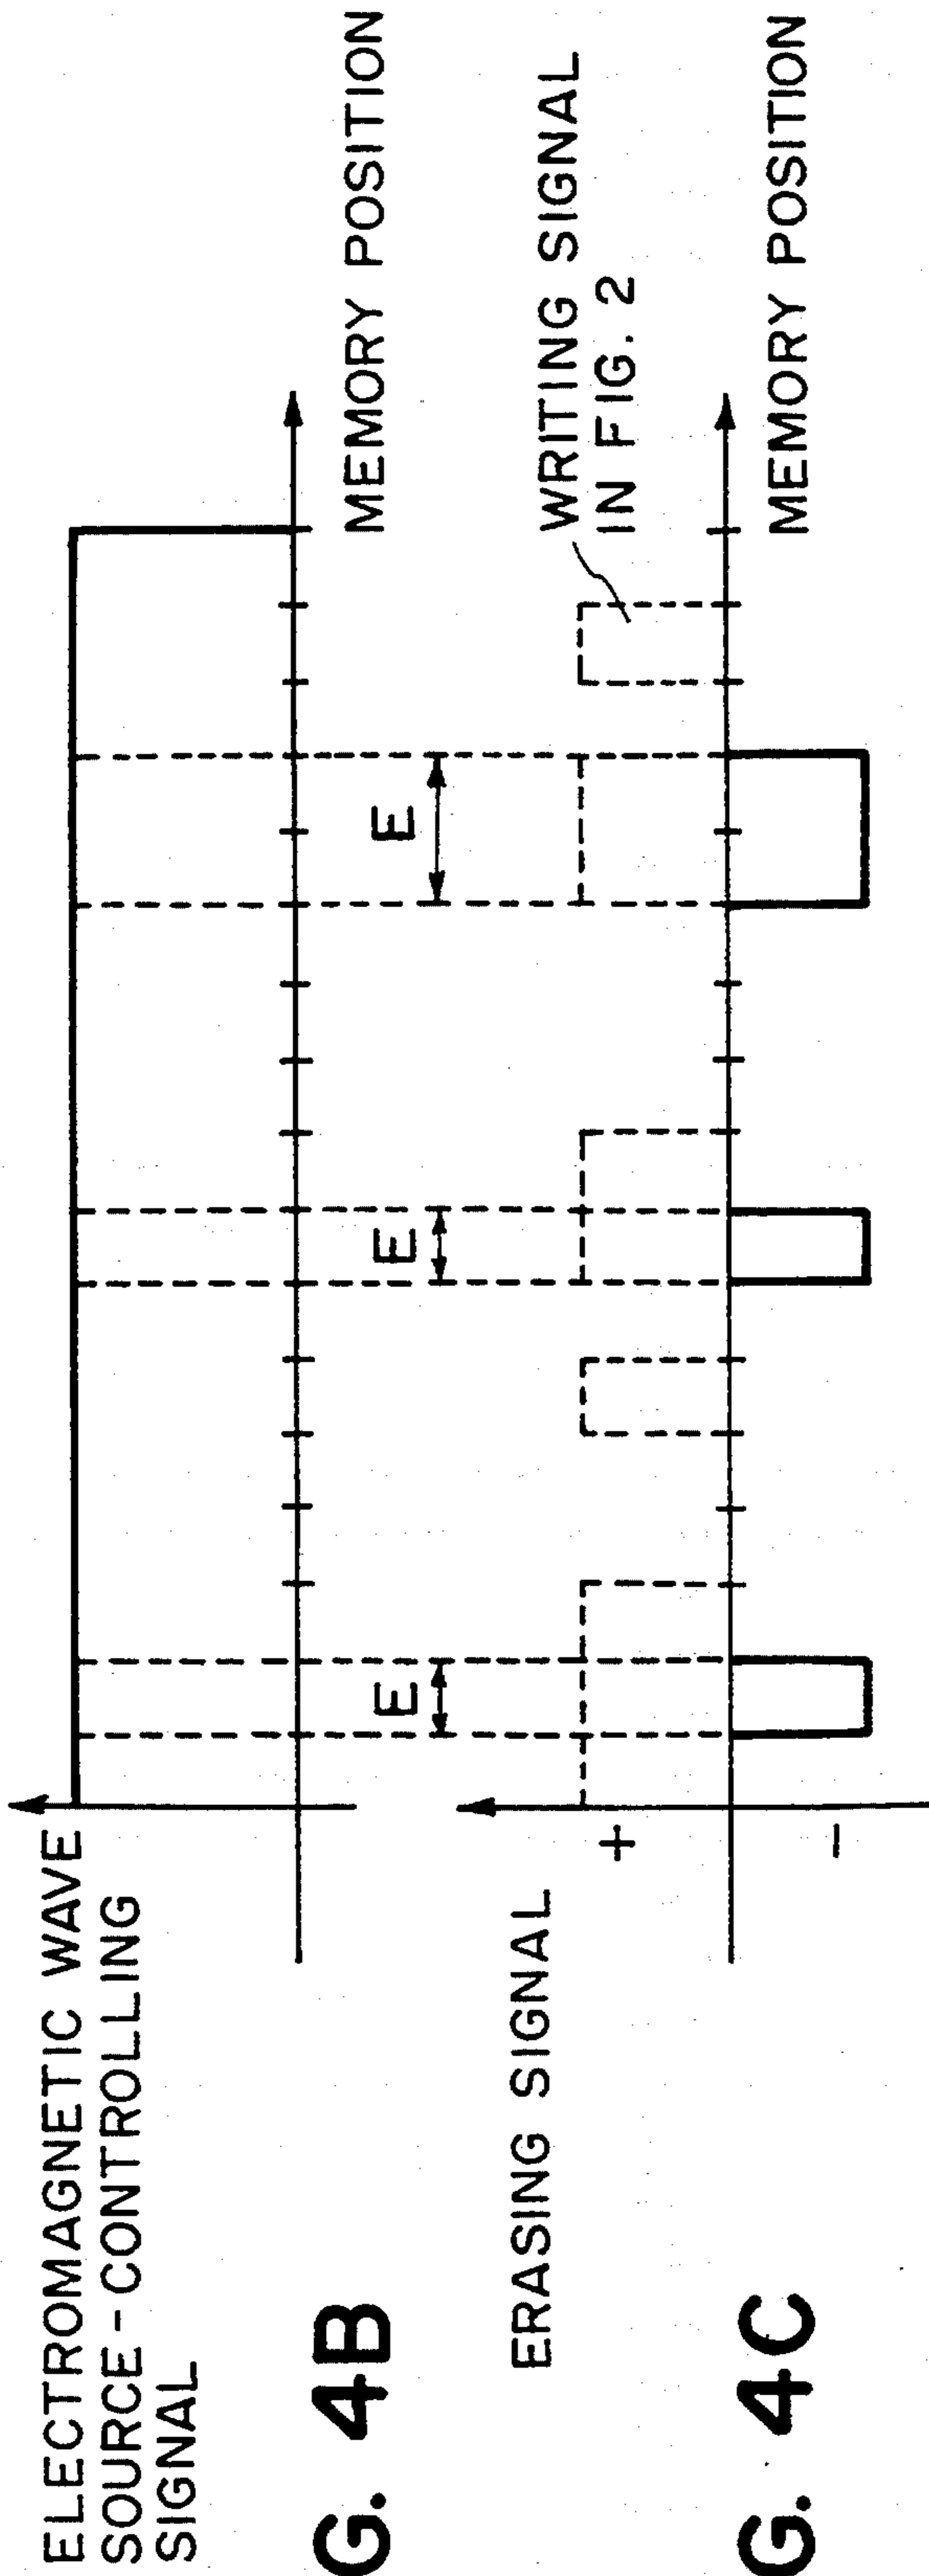 ELECTROMAGNETIC WAVE
SOURCE-CONTROLLING
SIGNAL
MEMORY POSITION
G. 4B
E
E
E
ERASING SIGNAL
+
-
WRITING SIGNAL
IN FIG. 2
MEMORY POSITION
G. 4C